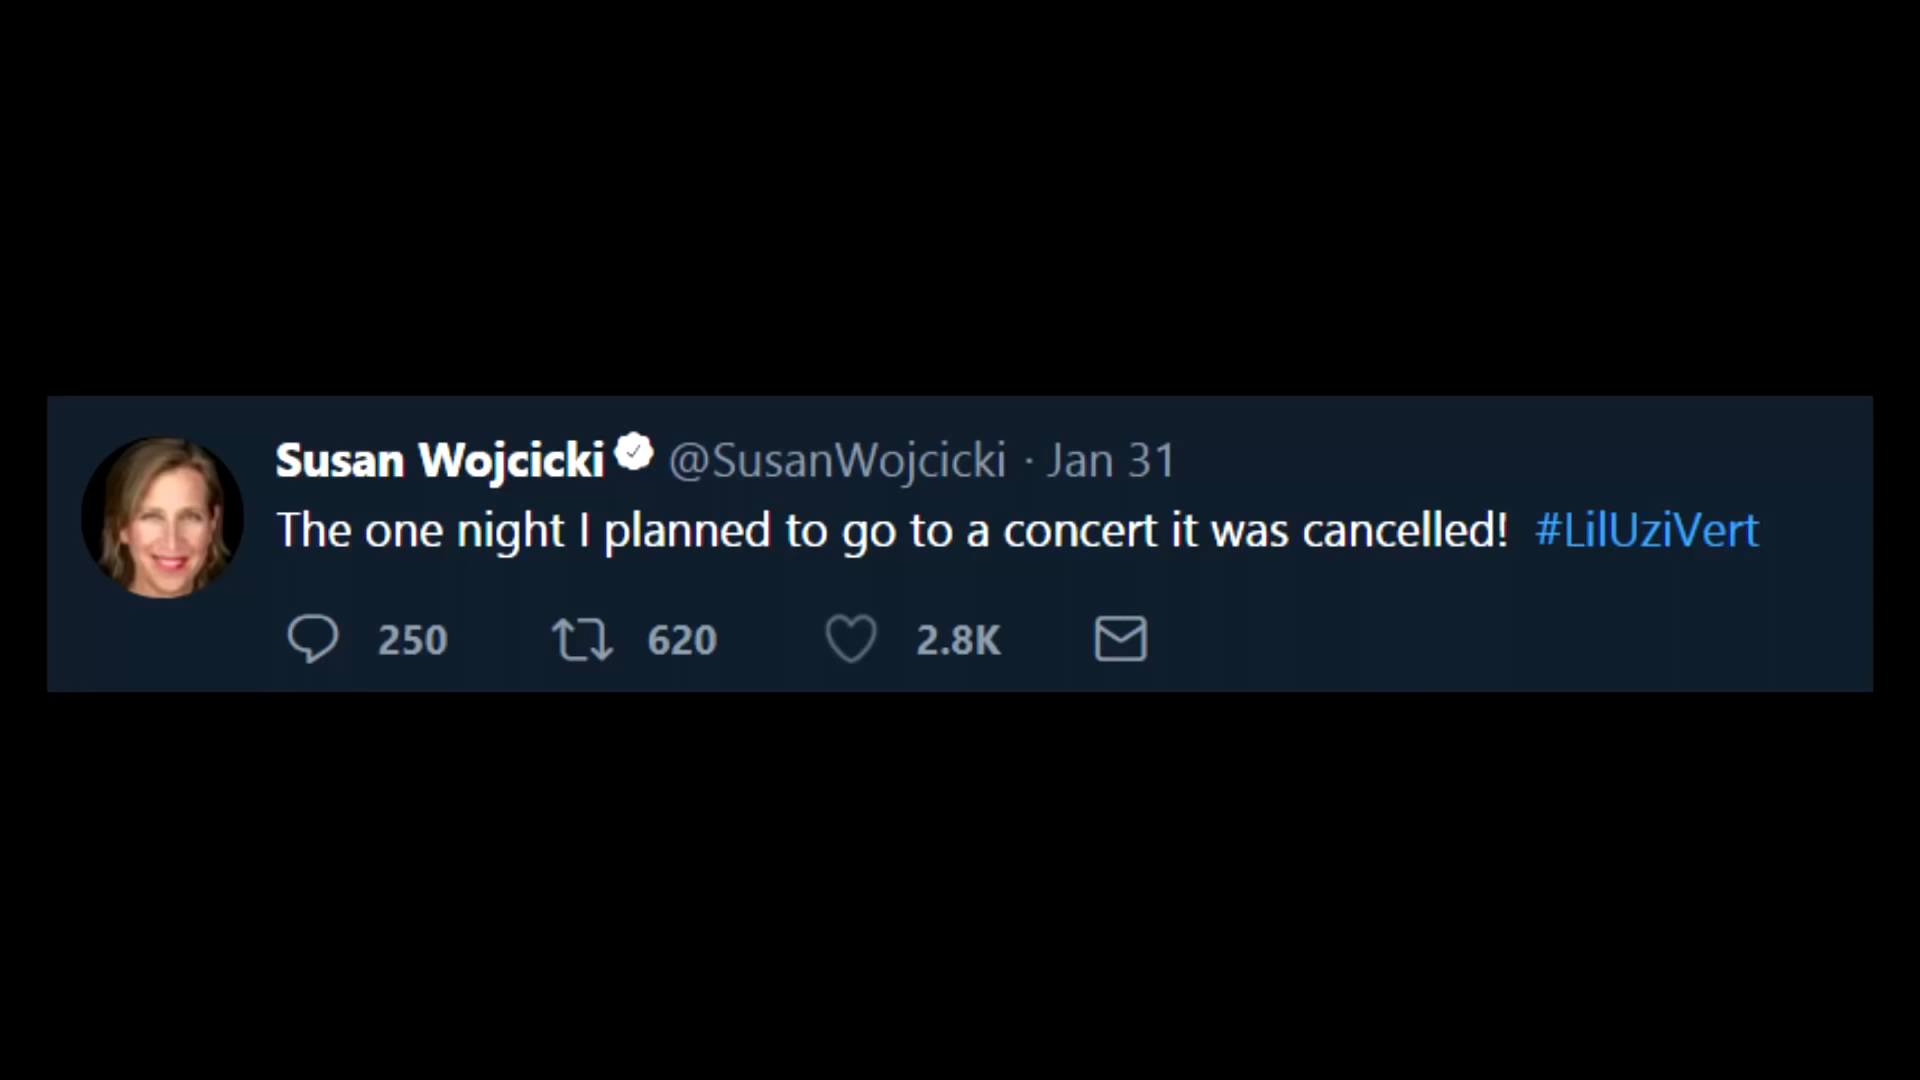 Susan Wojcicki @SusanWojcicki · Jan 31
The one night I planned to go to a concert it was cancelled! #LilUziVert
250 620 2.8K